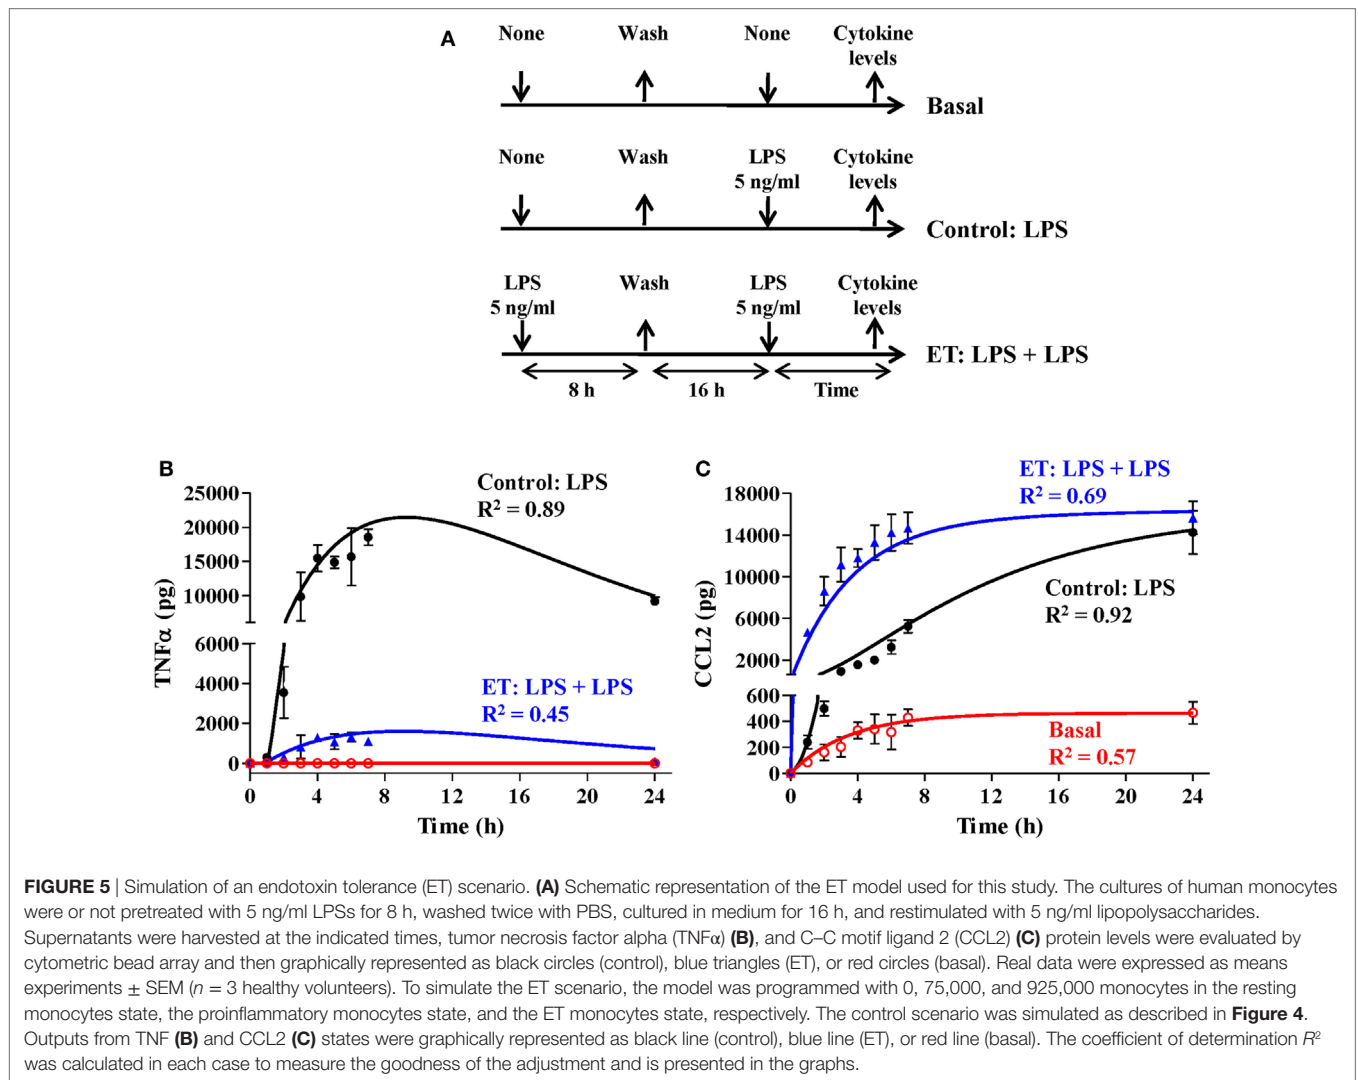 A
None Wash None Cytokine
levels
Basal
None Wash LPS Cytokine
5 ng/ml levels
Control: LPS
LPS Wash LPS Cytokine
5 ng/ml 5 ng/ml levels
ET: LPS + LPS
8 h 16 h Time
B
Control: LPS
R² = 0.89
25000
20000
15000
10000
6000
4000
2000
0
TNFα (pg)
ET: LPS + LPS
R² = 0.45
0 4 8 12 16 20 24
Time (h)
C
ET: LPS + LPS
R² = 0.69
18000
14000
10000
6000
2000
600
400
200
0
CCL2 (pg)
Control: LPS
R² = 0.92
Basal
R² = 0.57
0 4 8 12 16 20 24
Time (h)
FIGURE 5 | Simulation of an endotoxin tolerance (ET) scenario. (A) Schematic representation of the ET model used for this study. The cultures of human monocytes
were or not pretreated with 5 ng/ml LPSs for 8 h, washed twice with PBS, cultured in medium for 16 h, and restimulated with 5 ng/ml lipopolysaccharides.
Supernatants were harvested at the indicated times, tumor necrosis factor alpha (TNFα) (B), and C–C motif ligand 2 (CCL2) (C) protein levels were evaluated by
cytometric bead array and then graphically represented as black circles (control), blue triangles (ET), or red circles (basal). Real data were expressed as means
experiments ± SEM (n = 3 healthy volunteers). To simulate the ET scenario, the model was programmed with 0, 75,000, and 925,000 monocytes in the resting
monocytes state, the proinflammatory monocytes state, and the ET monocytes state, respectively. The control scenario was simulated as described in Figure 4.
Outputs from TNF (B) and CCL2 (C) states were graphically represented as black line (control), blue line (ET), or red line (basal). The coefficient of determination R²
was calculated in each case to measure the goodness of the adjustment and is presented in the graphs.